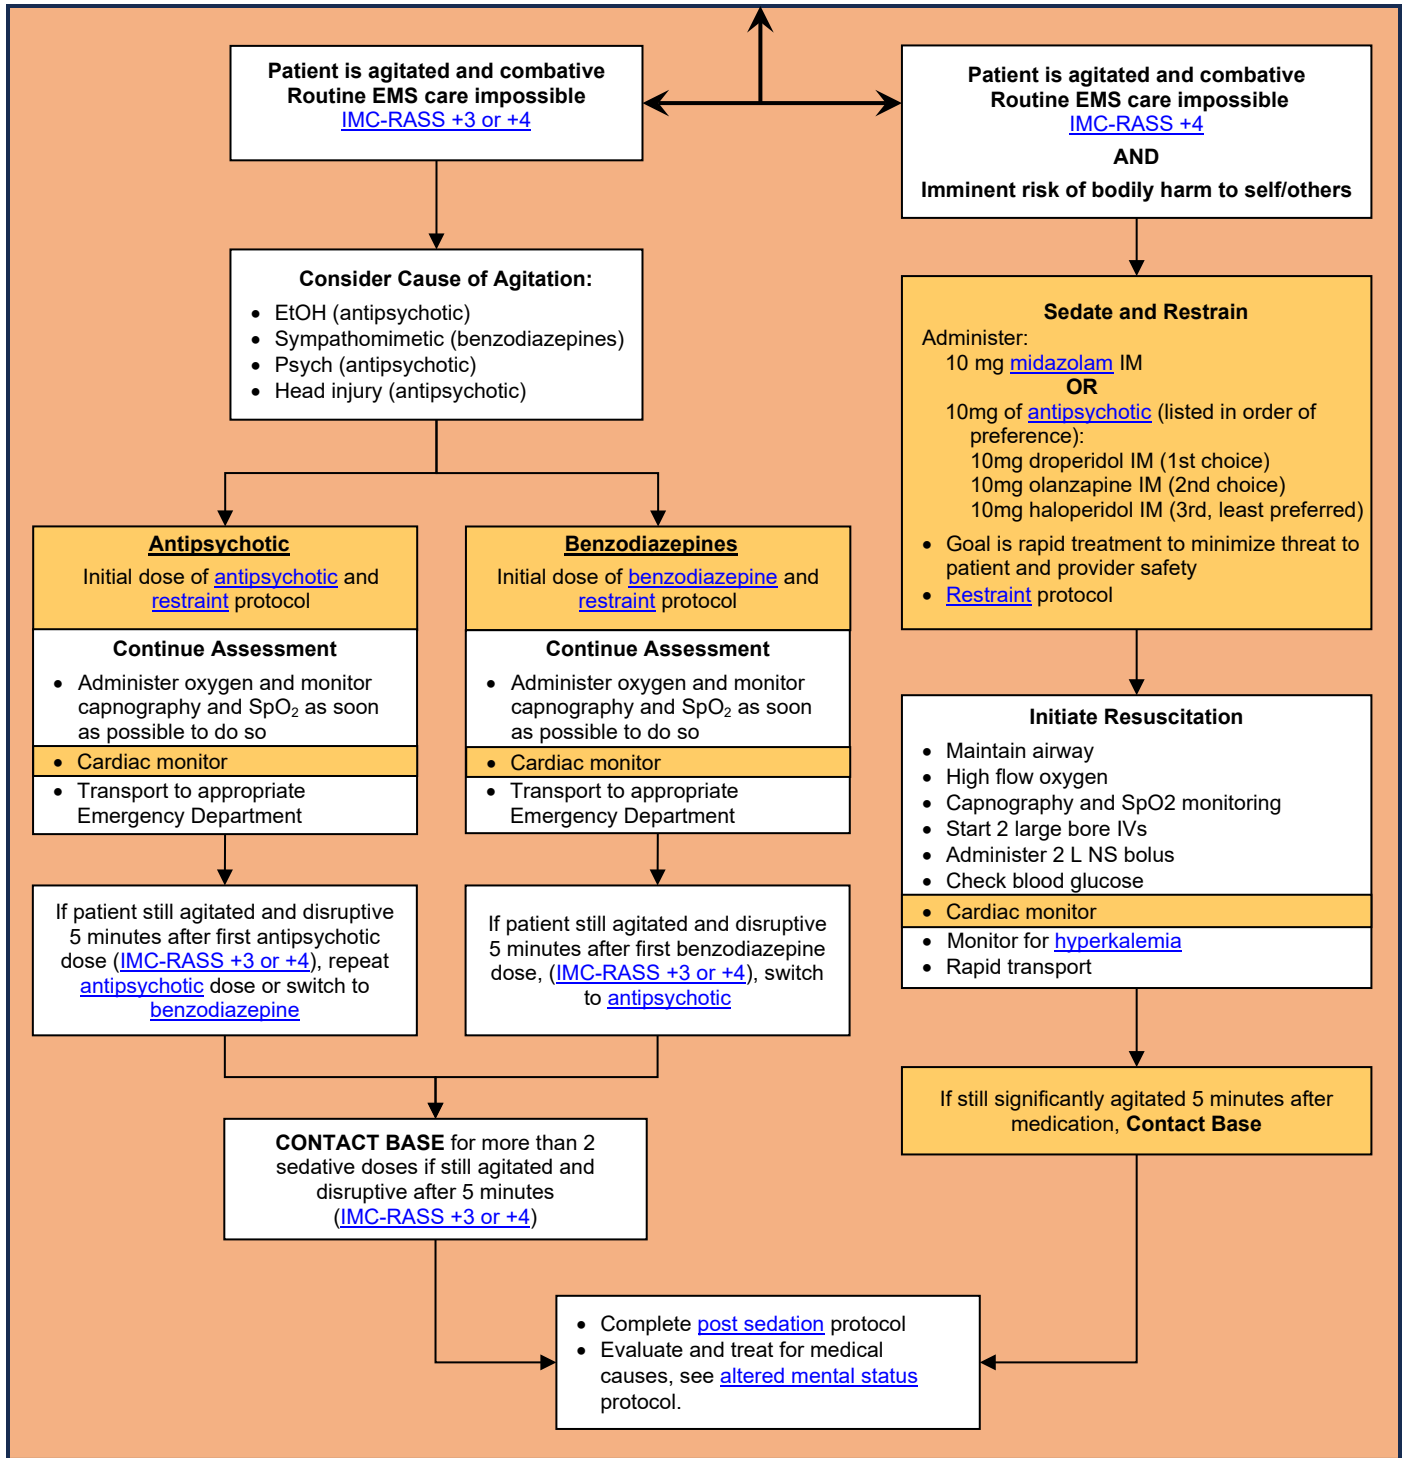 Patient is agitated and combative
Routine EMS care impossible
IMC-RASS +3 or +4
Patient is agitated and combative
Routine EMS care impossible
IMC-RASS +4
AND
Imminent risk of bodily harm to self/others
Consider Cause of Agitation:
• EtOH (antipsychotic)
• Sympathomimetic (benzodiazepines)
• Psych (antipsychotic)
• Head injury (antipsychotic)
Sedate and Restrain
Administer:
10 mg midazolam IM
OR
10mg of antipsychotic (listed in order of
preference):
10mg droperidol IM (1st choice)
10mg olanzapine IM (2nd choice)
10mg haloperidol IM (3rd, least preferred)
• Goal is rapid treatment to minimize threat to
patient and provider safety
• Restraint protocol
Antipsychotic
Initial dose of antipsychotic and
restraint protocol
Continue Assessment
• Administer oxygen and monitor
capnography and SpO₂ as soon
as possible to do so
• Cardiac monitor
• Transport to appropriate
Emergency Department
Benzodiazepines
Initial dose of benzodiazepine and
restraint protocol
Continue Assessment
• Administer oxygen and monitor
capnography and SpO₂ as soon
as possible to do so
• Cardiac monitor
• Transport to appropriate
Emergency Department
Initiate Resuscitation
• Maintain airway
• High flow oxygen
• Capnography and SpO2 monitoring
• Start 2 large bore IVs
• Administer 2 L NS bolus
• Check blood glucose
• Cardiac monitor
• Monitor for hyperkalemia
• Rapid transport
If patient still agitated and disruptive
5 minutes after first antipsychotic
dose (IMC-RASS +3 or +4), repeat
antipsychotic dose or switch to
benzodiazepine
If patient still agitated and disruptive
5 minutes after first benzodiazepine
dose, (IMC-RASS +3 or +4), switch
to antipsychotic
If still significantly agitated 5 minutes after
medication, Contact Base
CONTACT BASE for more than 2
sedative doses if still agitated and
disruptive after 5 minutes
(IMC-RASS +3 or +4)
• Complete post sedation protocol
• Evaluate and treat for medical
causes, see altered mental status
protocol.